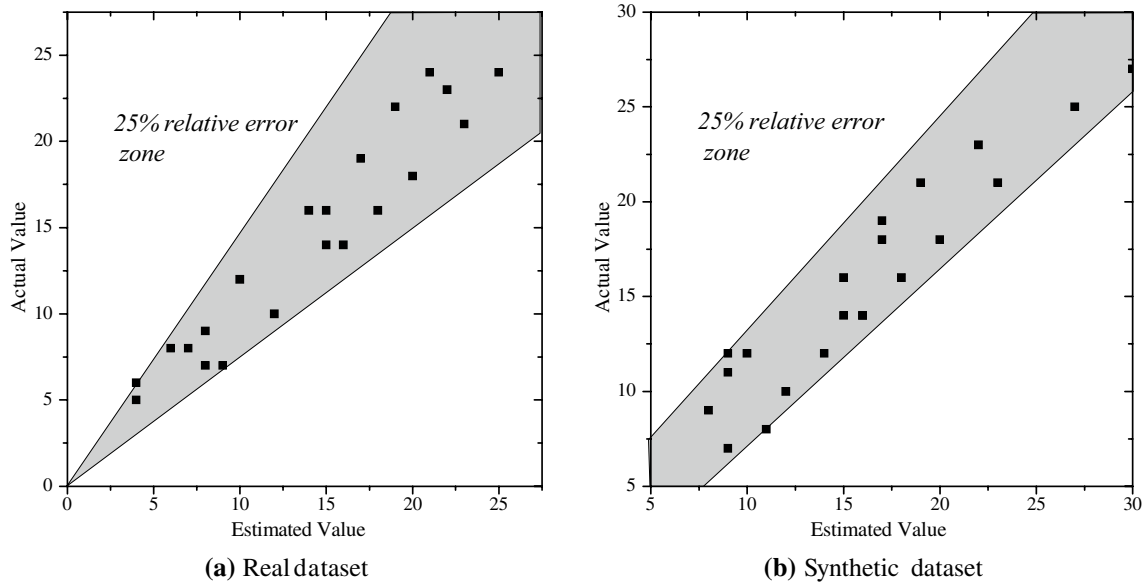 25% relative error
zone
Actual Value
25
20
15
10
5
0
0 5 10 15 20 25
Estimated Value
(a) Real dataset
25% relative error
zone
Actual Value
30
25
20
15
10
5
5 10 15 20 25 30
Estimated Value
(b) Synthetic dataset